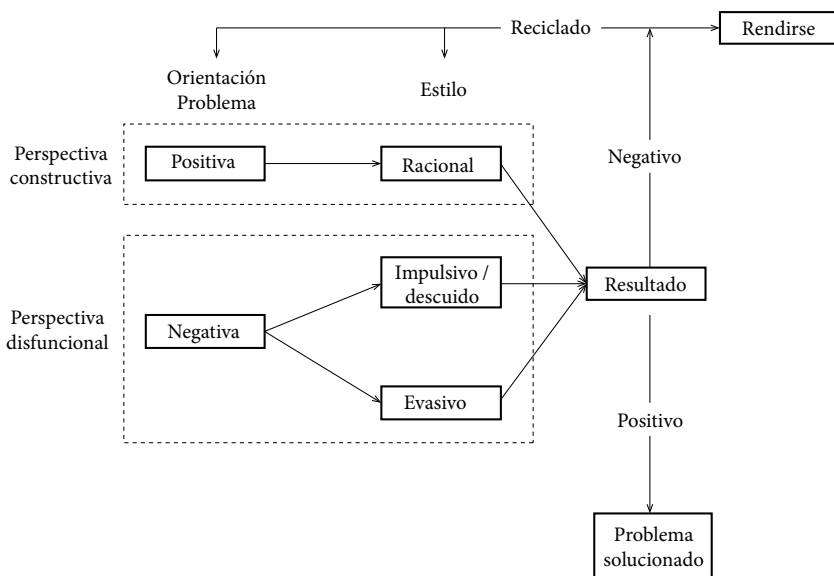 Reciclado
Rendirse
Orientación
Problema
Estilo
Perspectiva
constructiva
Positiva
Racional
Negativo
Impulsivo /
descuido
Resultado
Perspectiva
disfuncional
Negativa
Evasivo
Positivo
Problema
solucionado